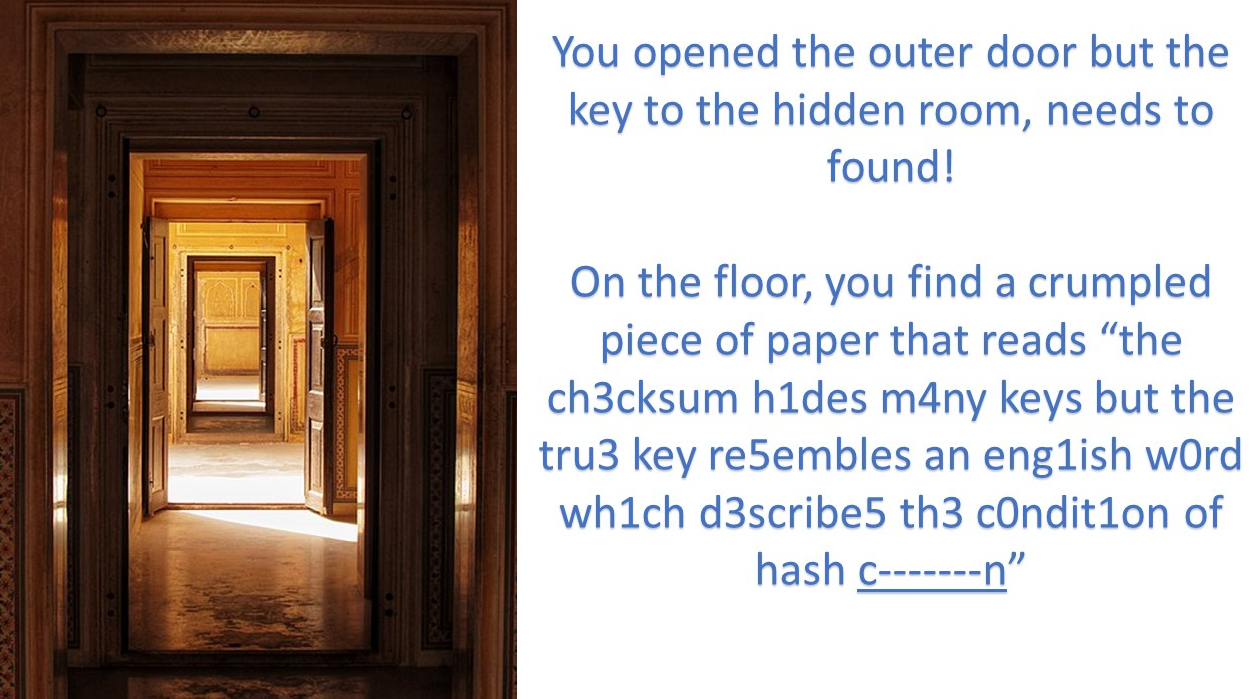 You opened the outer door but the
key to the hidden room, needs to
found!
On the floor, you find a crumpled
piece of paper that reads “the
ch3cksum h1des m4ny keys but the
tru3 key re5embles an eng1ish w0rd
wh1ch d3scribe5 th3 c0ndit1on of
hash c-------n”